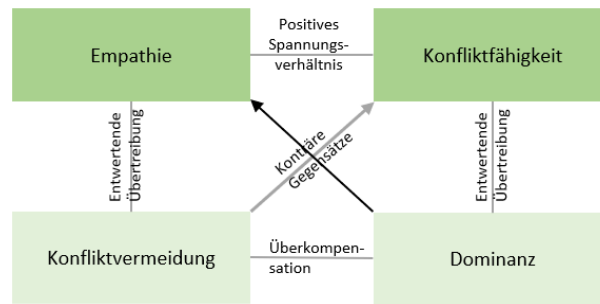 Empathie
Positives
Spannungs-
verhältnis
Konfliktfähigkeit
Entwertende
Übertreibung
Konträre
Gegensätze
Entwertende
Übertreibung
Konfliktvermeidung
Überkompen-
sation
Dominanz